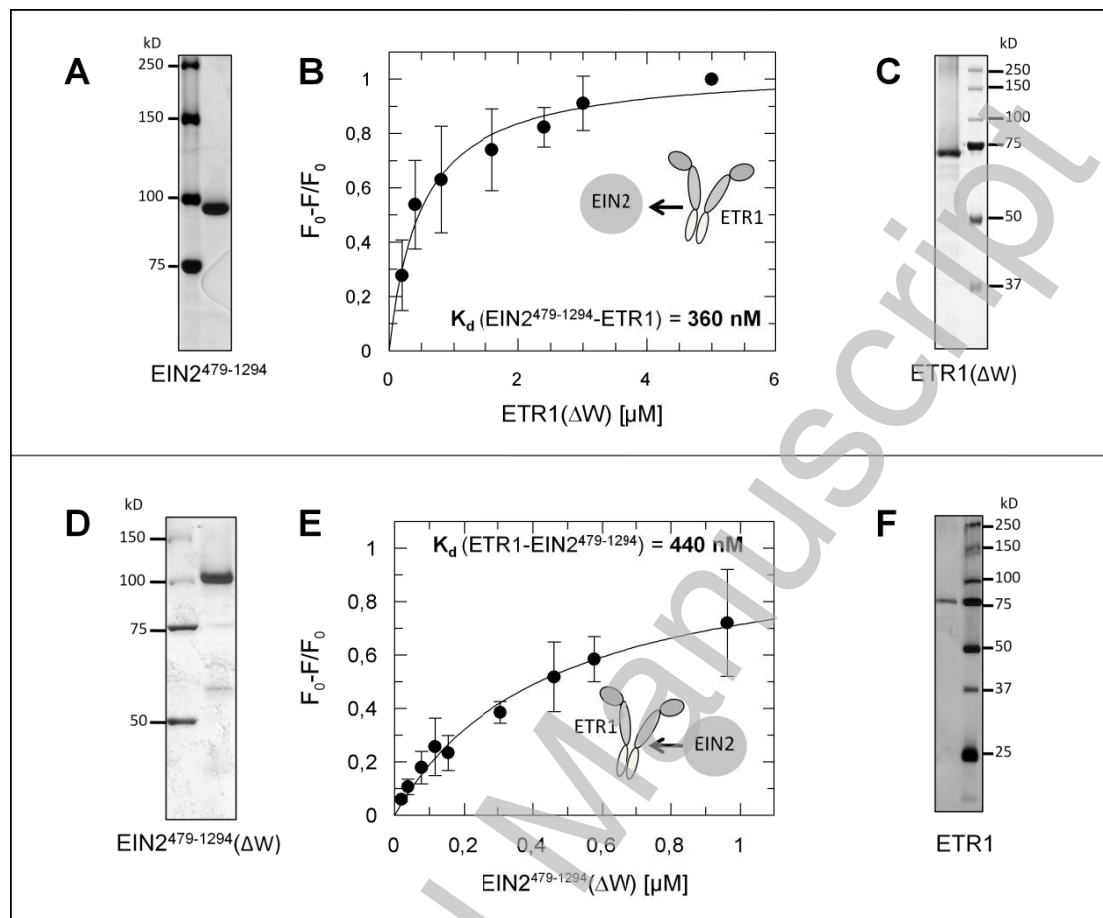 A
kD
250
150
100
75
EIN2479-1294
B
1
0,8
0,6
0,4
0,2
0
F0-F/F0
EIN2
ETR1
Kd (EIN2479-1294-ETR1) = 360 nM
0 2 4 6
ETR1(ΔW) [µM]
C
kD
250
150
100
75
50
37
ETR1(ΔW)
D
kD
150
100
75
50
EIN2479-1294(ΔW)
E
Kd (ETR1-EIN2479-1294) = 440 nM
1
0,8
0,6
0,4
0,2
0
F0-F/F0
ETR1
EIN2
0 0,2 0,4 0,6 0,8 1
EIN2479-1294(ΔW) [µM]
F
kD
250
150
100
75
50
37
25
ETR1
Manuscript